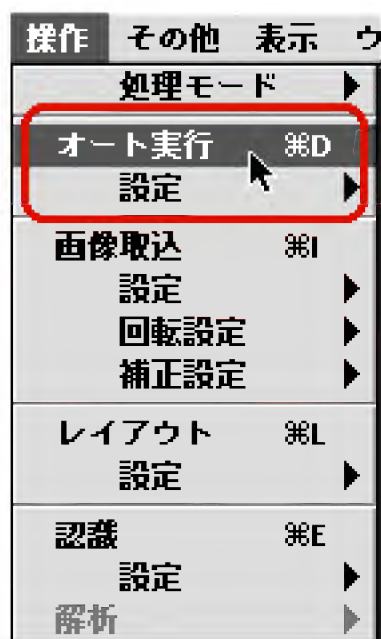 操作 その他 表示 ウ
処理モード
オート実行 ⌘D
設定
画像取込 ⌘I
設定
回転設定
補正設定
レイアウト ⌘L
設定
認識 ⌘E
設定
解析